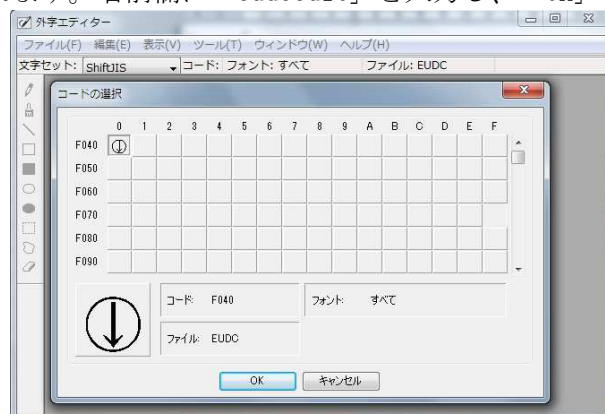 外字エディター
ファイル(F) 編集(E) 表示(V) ツール(T) ウィンドウ(W) ヘルプ(H)
文字セット: ShiftJIS コード: フォント: すべて ファイル: EUDC
コードの選択
0 1 2 3 4 5 6 7 8 9 A B C D E F
F040
F050
F060
F070
F080
F090
コード: F040 フォント: すべて
ファイル: EUDC
OK キャンセル